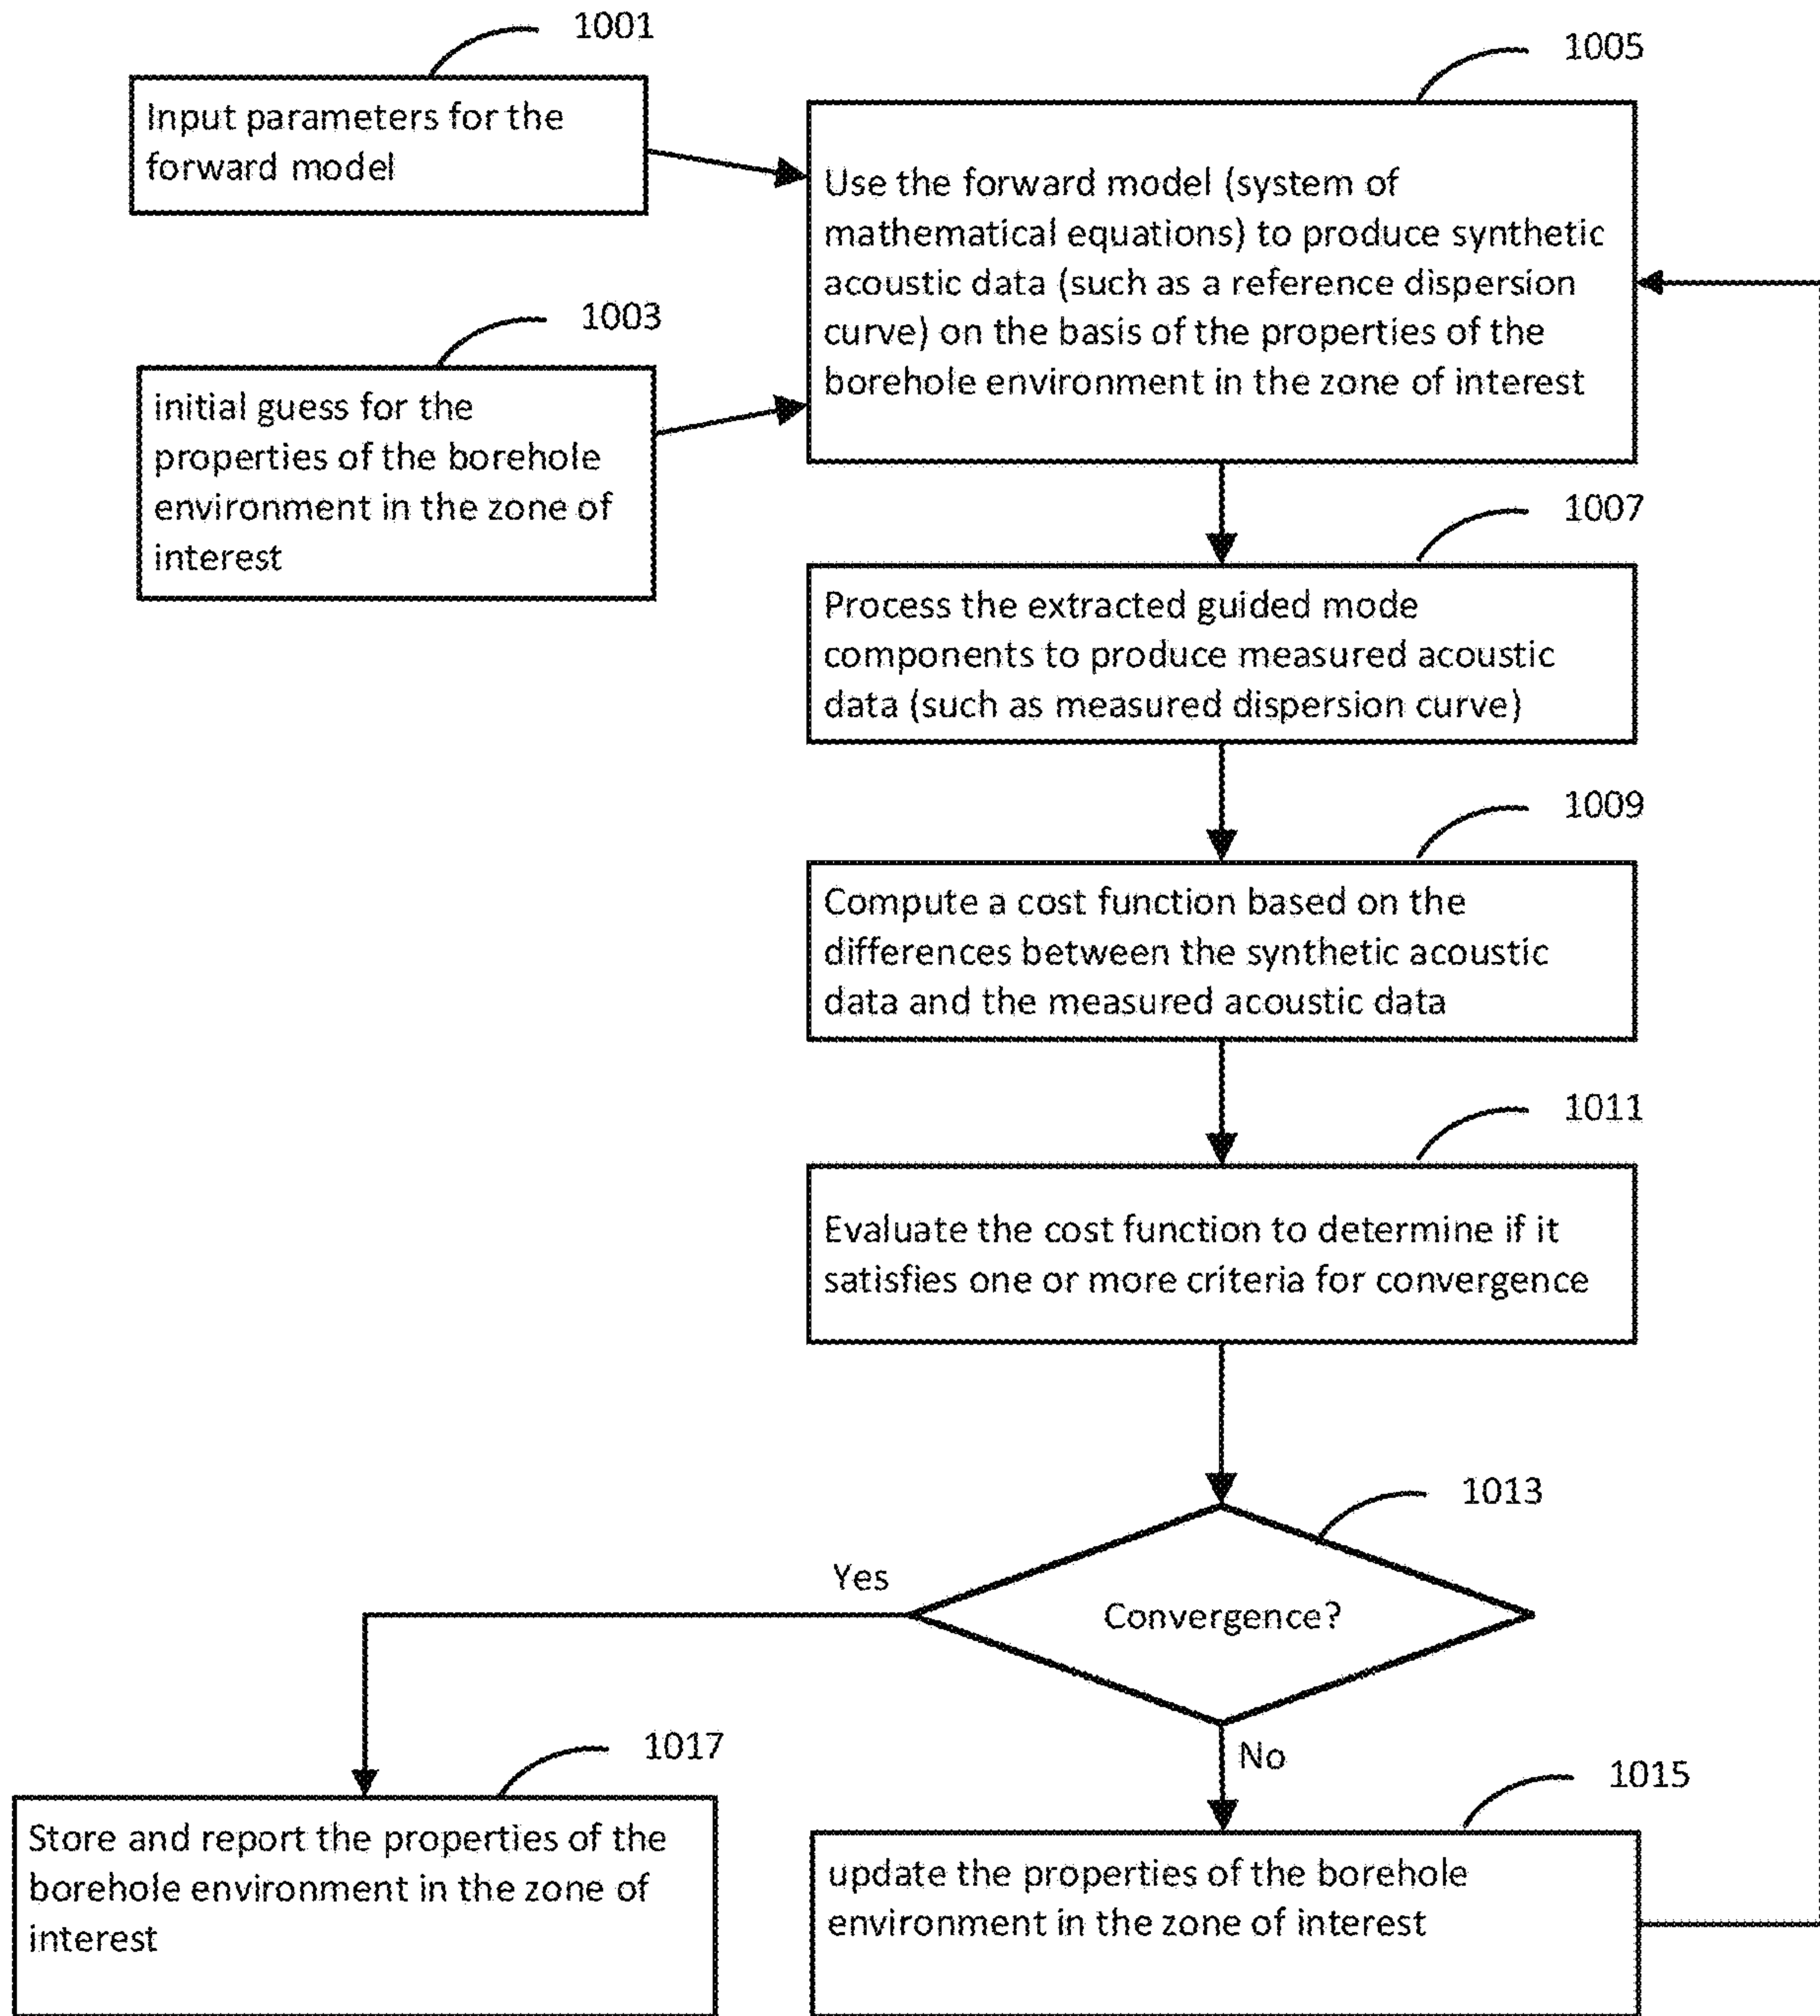 1001
Input parameters for the
forward model
1003
initial guess for the
properties of the borehole
environment in the zone of
interest
1005
Use the forward model (system of
mathematical equations) to produce synthetic
acoustic data (such as a reference dispersion
curve) on the basis of the properties of the
borehole environment in the zone of interest
1007
Process the extracted guided mode
components to produce measured acoustic
data (such as measured dispersion curve)
1009
Compute a cost function based on the
differences between the synthetic acoustic
data and the measured acoustic data
1011
Evaluate the cost function to determine if it
satisfies one or more criteria for convergence
1013
Convergence?
Yes
No
1017
Store and report the properties of the
borehole environment in the zone of
interest
1015
update the properties of the borehole
environment in the zone of interest